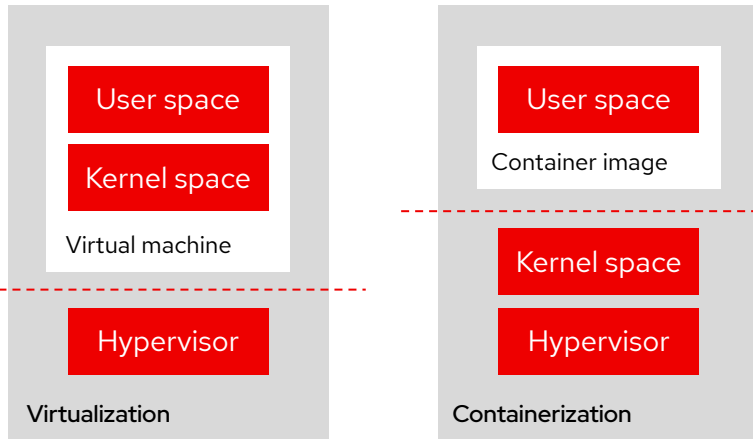 User space
Kernel space
Virtual machine
Hypervisor
Virtualization
User space
Container image
Kernel space
Hypervisor
Containerization